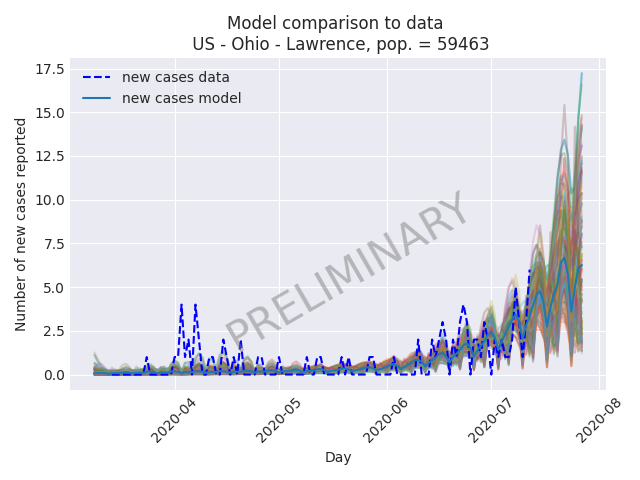 Model comparison to data
US - Ohio - Lawrence, pop. = 59463
17.5
15.0
12.5
10.0
7.5
5.0
2.5
0.0
Number of new cases reported
new cases data
new cases model
PRELIMINARY
2020-04
2020-05
2020-06
2020-07
2020-08
Day